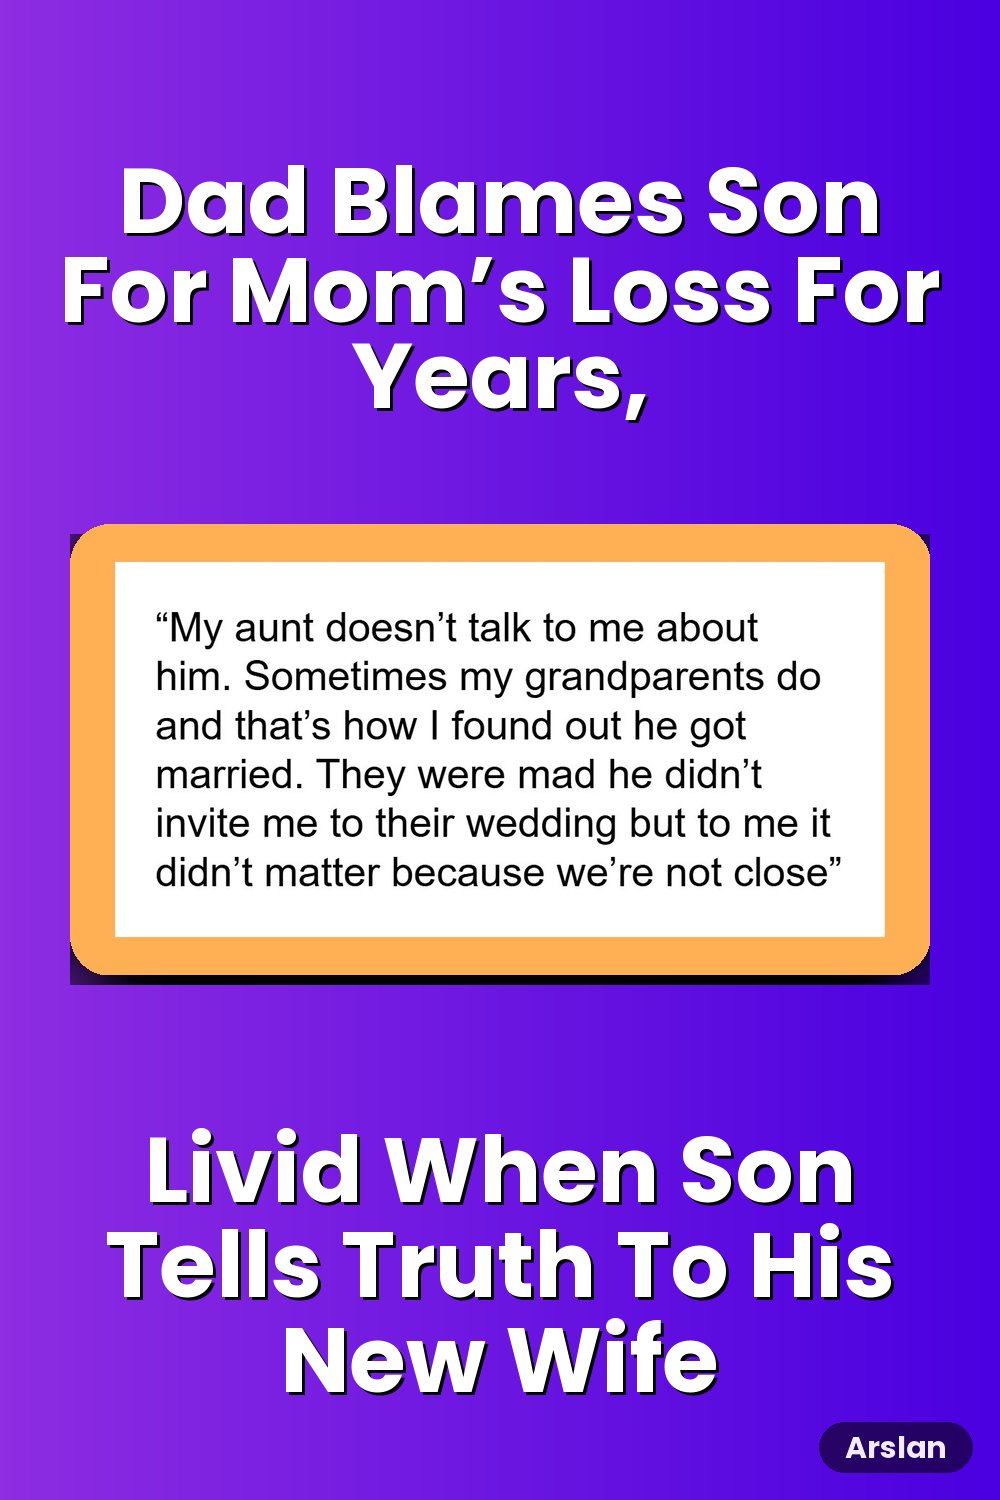 Dad Blames Son
For Mom’s Loss For
Years,
“My aunt doesn’t talk to me about
him. Sometimes my grandparents do
and that’s how I found out he got
married. They were mad he didn’t
invite me to their wedding but to me it
didn’t matter because we’re not close”
Livid When Son
Tells Truth To His
New Wife
Arslan